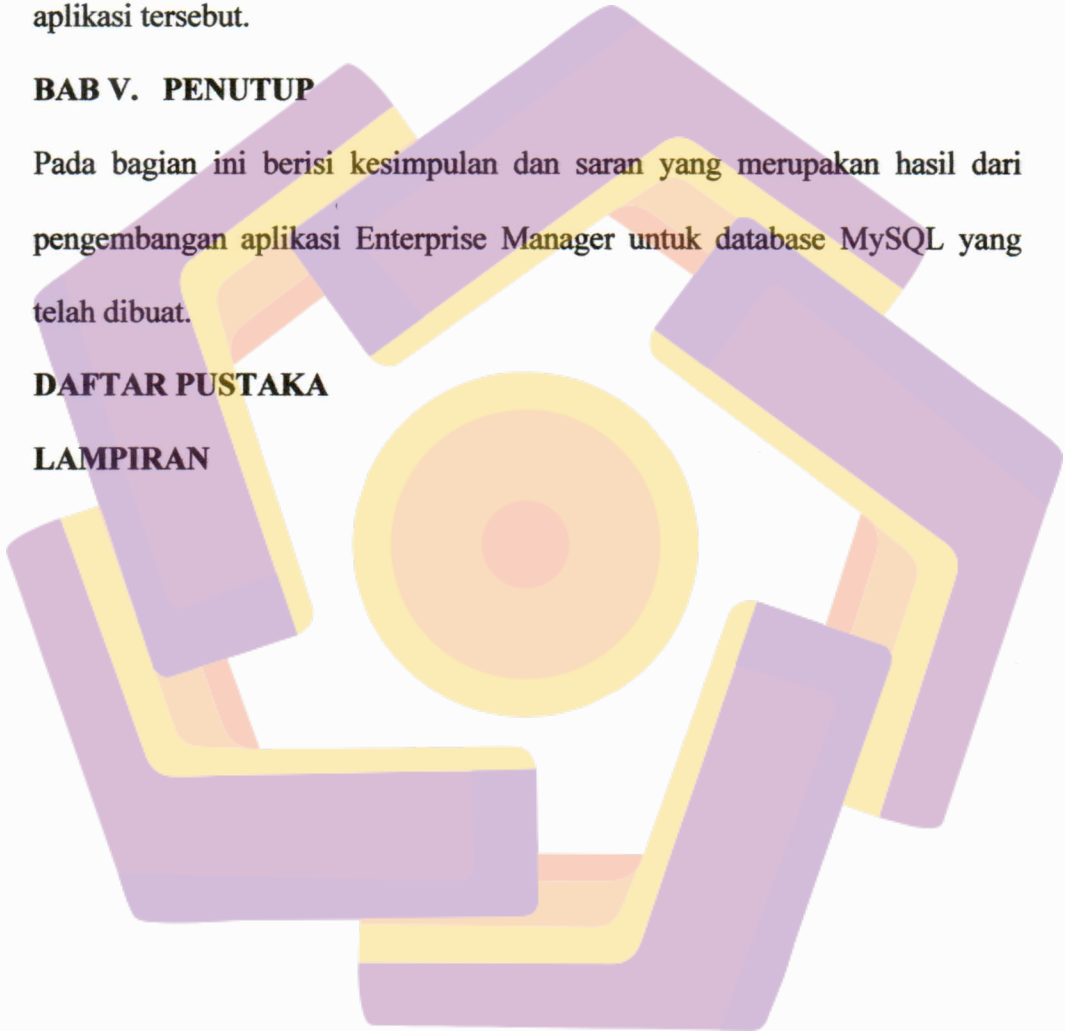 aplikasi tersebut.
BAB V. PENUTUP
Pada bagian ini berisi kesimpulan dan saran yang merupakan hasil dari
pengembangan aplikasi Enterprise Manager untuk database MySQL yang
telah dibuat.
DAFTAR PUSTAKA
LAMPIRAN